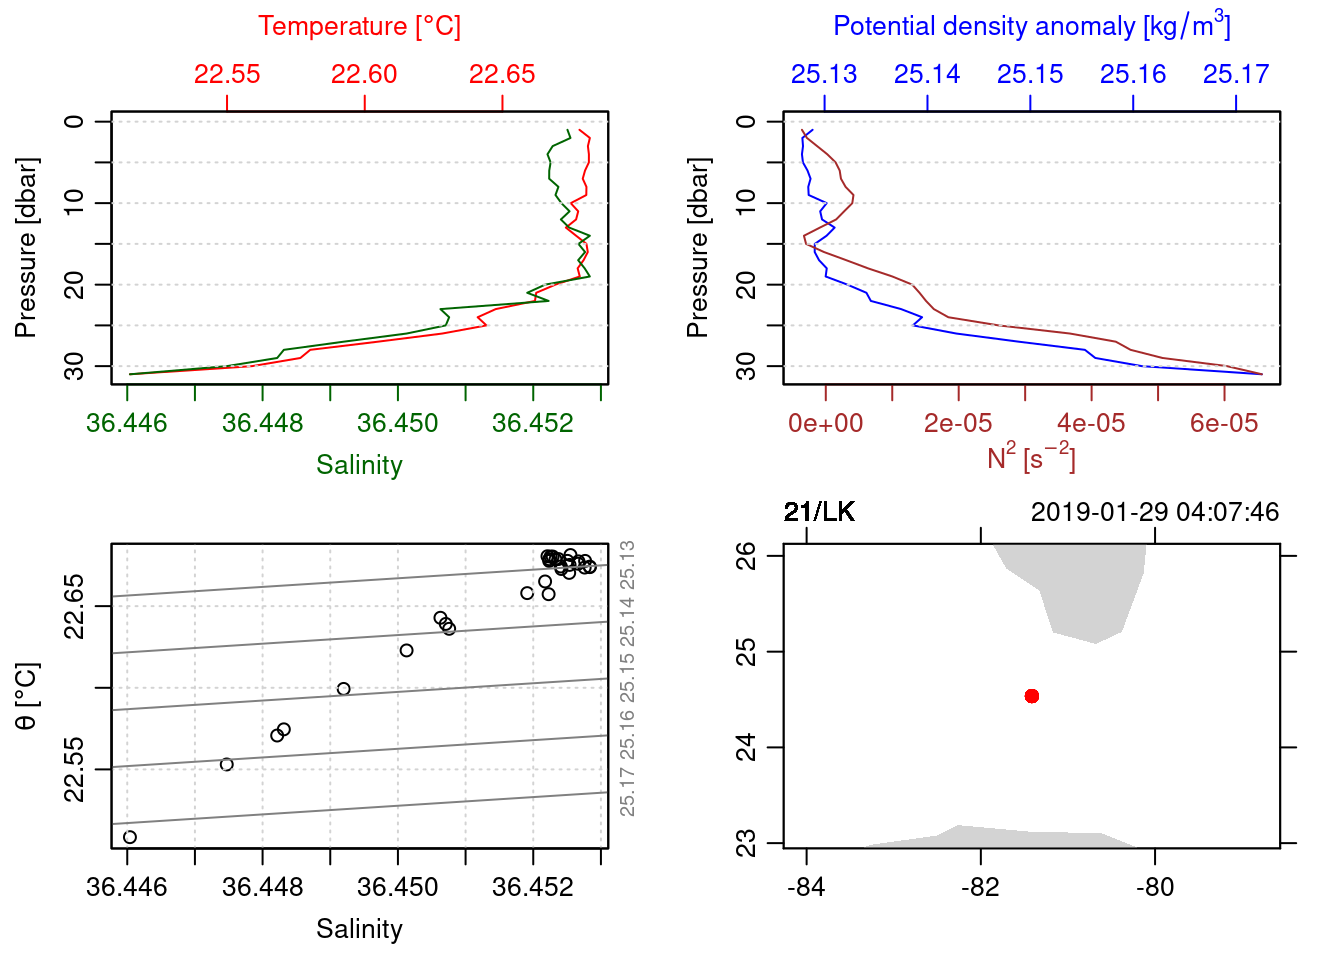 Temperature [°C]
22.55 22.60 22.65
Pressure [dbar]
0
10
20
30
36.446 36.448 36.450 36.452
Salinity
Potential density anomaly [kg/m³]
25.13 25.14 25.15 25.16 25.17
Pressure [dbar]
0
10
20
30
0e+00 2e-05 4e-05 6e-05
N² [s⁻²]
θ [°C]
22.65
22.55
25.17 25.16 25.15 25.14 25.13
36.446 36.448 36.450 36.452
Salinity
21/LK 2019-01-29 04:07:46
26
25
24
23
-84 -82 -80